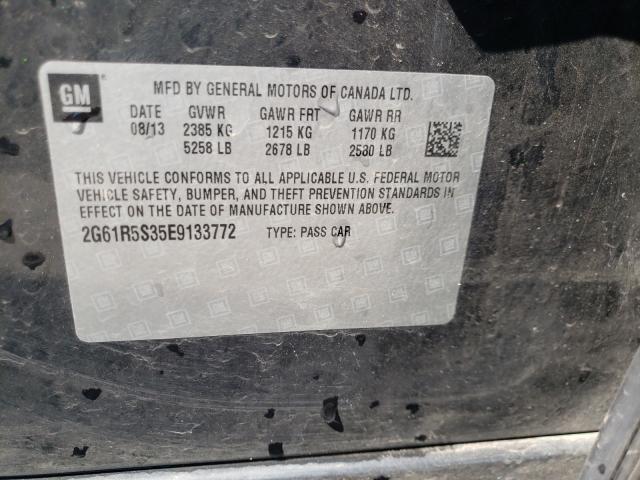 GM
MFD BY GENERAL MOTORS OF CANADA LTD.
DATE GVWR GAWR FRT GAWR RR
08/13 2385 KG 1215 KG 1170 KG
5258 LB 2678 LB 2580 LB
THIS VEHICLE CONFORMS TO ALL APPLICABLE U.S. FEDERAL MOTOR
VEHICLE SAFETY, BUMPER, AND THEFT PREVENTION STANDARDS IN
EFFECT ON THE DATE OF MANUFACTURE SHOWN ABOVE.
2G61R5S35E9133772 TYPE: PASS CAR